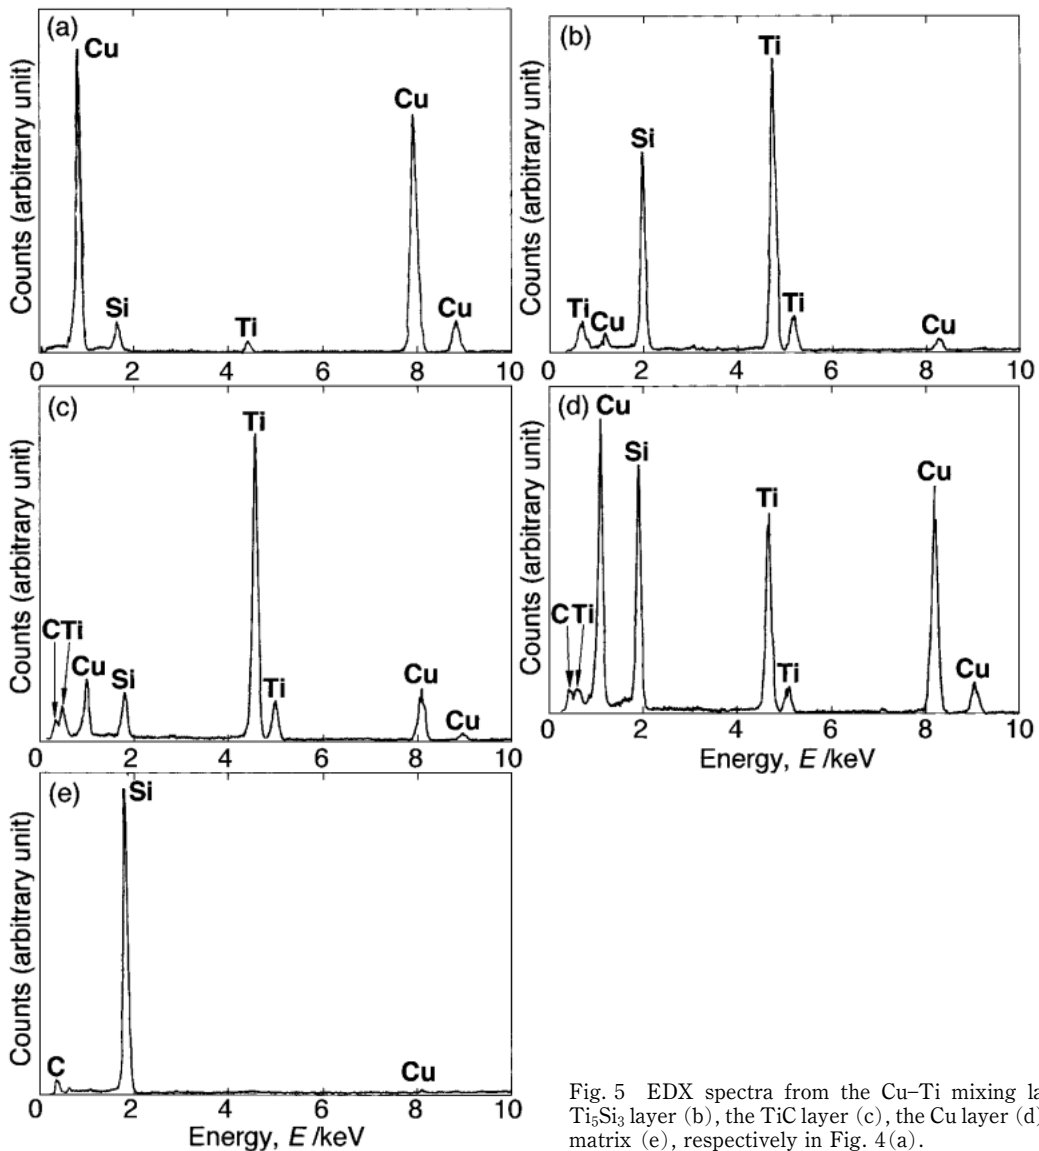 (a)
Cu
Cu
Si
Ti
Cu
Counts (arbitrary unit)
0 2 4 6 8 10
(b)
Ti
Si
Ti
Cu
Ti
Cu
Counts (arbitrary unit)
0 2 4 6 8 10
(c)
Ti
C Ti
Cu
Si
Ti
Cu
Cu
Counts (arbitrary unit)
0 2 4 6 8 10
(d)
Cu
Si
Ti
Cu
C Ti
Ti
Cu
Counts (arbitrary unit)
0 2 4 6 8 10
Energy, E /keV
(e)
Si
C
Cu
Counts (arbitrary unit)
0 2 4 6 8 10
Energy, E /keV
Fig. 5 EDX spectra from the Cu–Ti mixing la
Ti₅Si₃ layer (b), the TiC layer (c), the Cu layer (d)
matrix (e), respectively in Fig. 4(a).